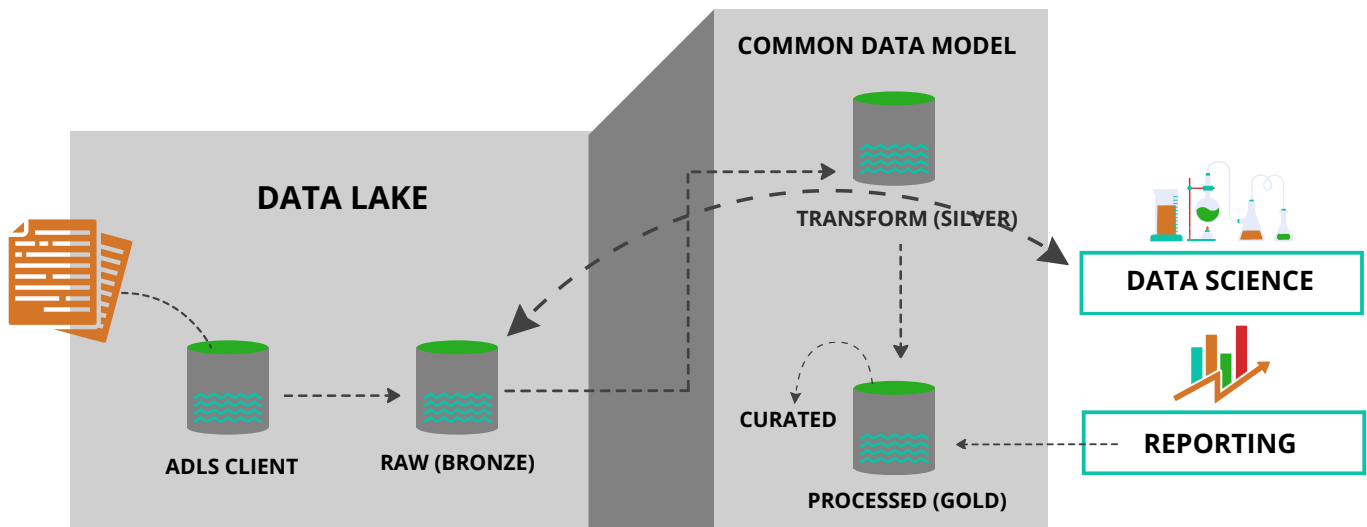 COMMON DATA MODEL
DATA LAKE
TRANSFORM (SILVER)
DATA SCIENCE
CURATED
REPORTING
ADLS CLIENT
RAW (BRONZE)
PROCESSED (GOLD)